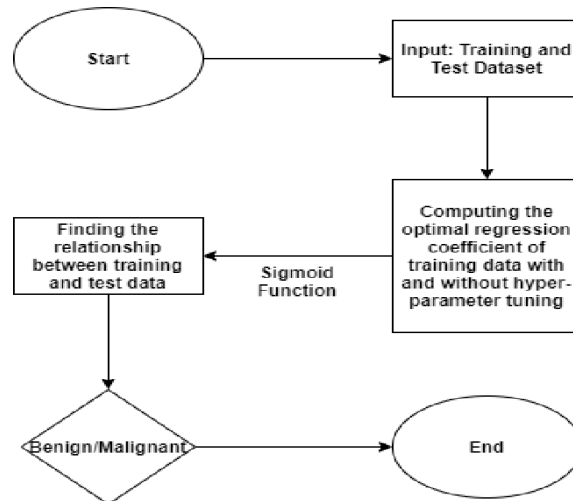 Start
Input: Training and
Test Dataset
Computing the
optimal regression
coefficient of
training data with
and without hyper-
parameter tuning
Sigmoid
Function
Finding the
relationship
between training
and test data
Benign/Malignant
End